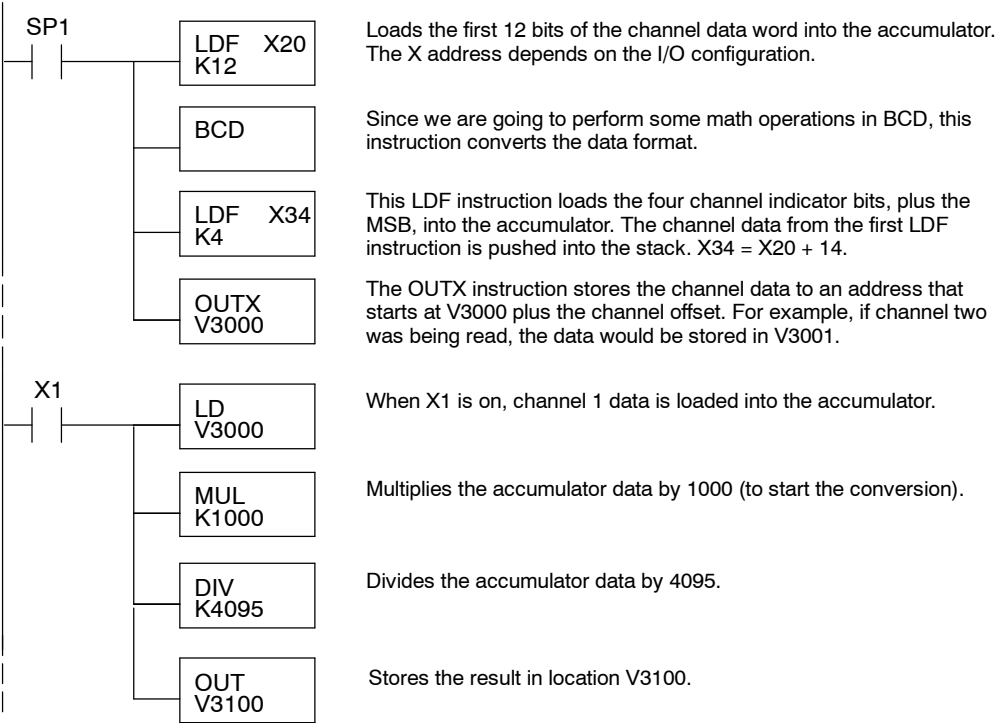 SP1
LDF X20
K12
Loads the first 12 bits of the channel data word into the accumulator.
The X address depends on the I/O configuration.
BCD
Since we are going to perform some math operations in BCD, this
instruction converts the data format.
LDF X34
K4
This LDF instruction loads the four channel indicator bits, plus the
MSB, into the accumulator. The channel data from the first LDF
instruction is pushed into the stack. X34 = X20 + 14.
OUTX
V3000
The OUTX instruction stores the channel data to an address that
starts at V3000 plus the channel offset. For example, if channel two
was being read, the data would be stored in V3001.
X1
LD
V3000
When X1 is on, channel 1 data is loaded into the accumulator.
MUL
K1000
Multiplies the accumulator data by 1000 (to start the conversion).
DIV
K4095
Divides the accumulator data by 4095.
OUT
V3100
Stores the result in location V3100.